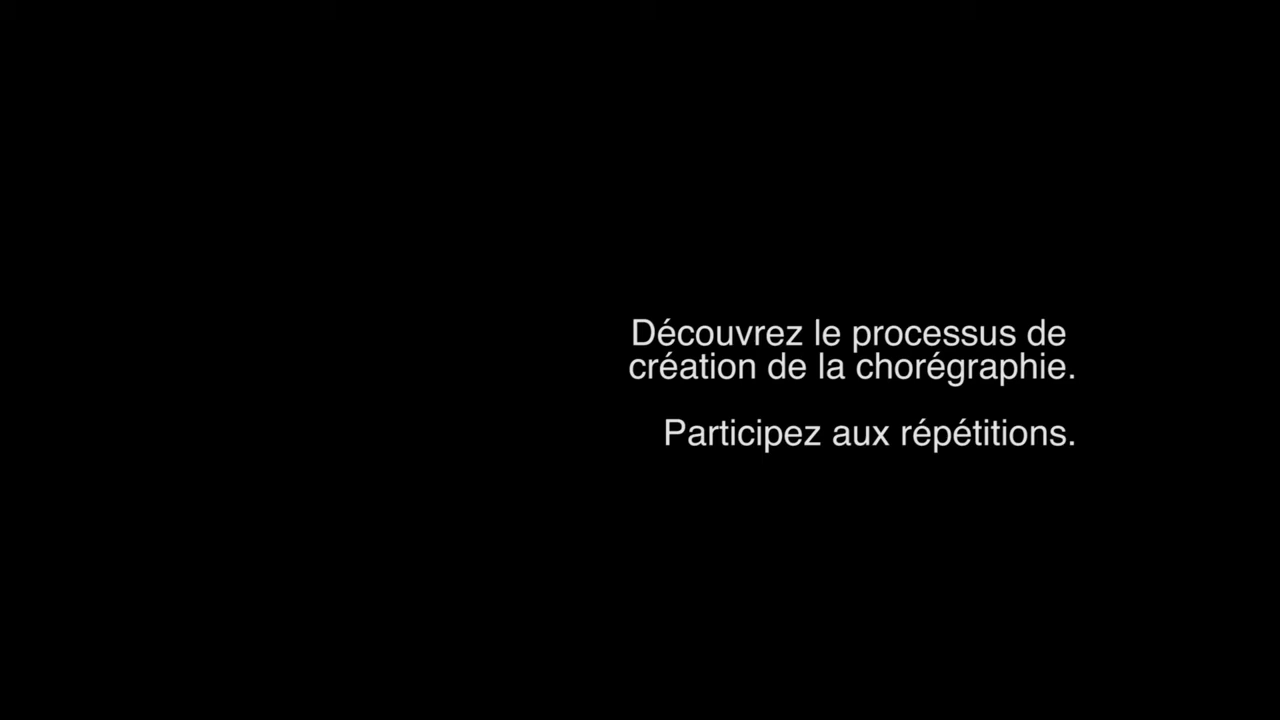 Découvrez le processus de
création de la chorégraphie.
Participez aux répétitions.